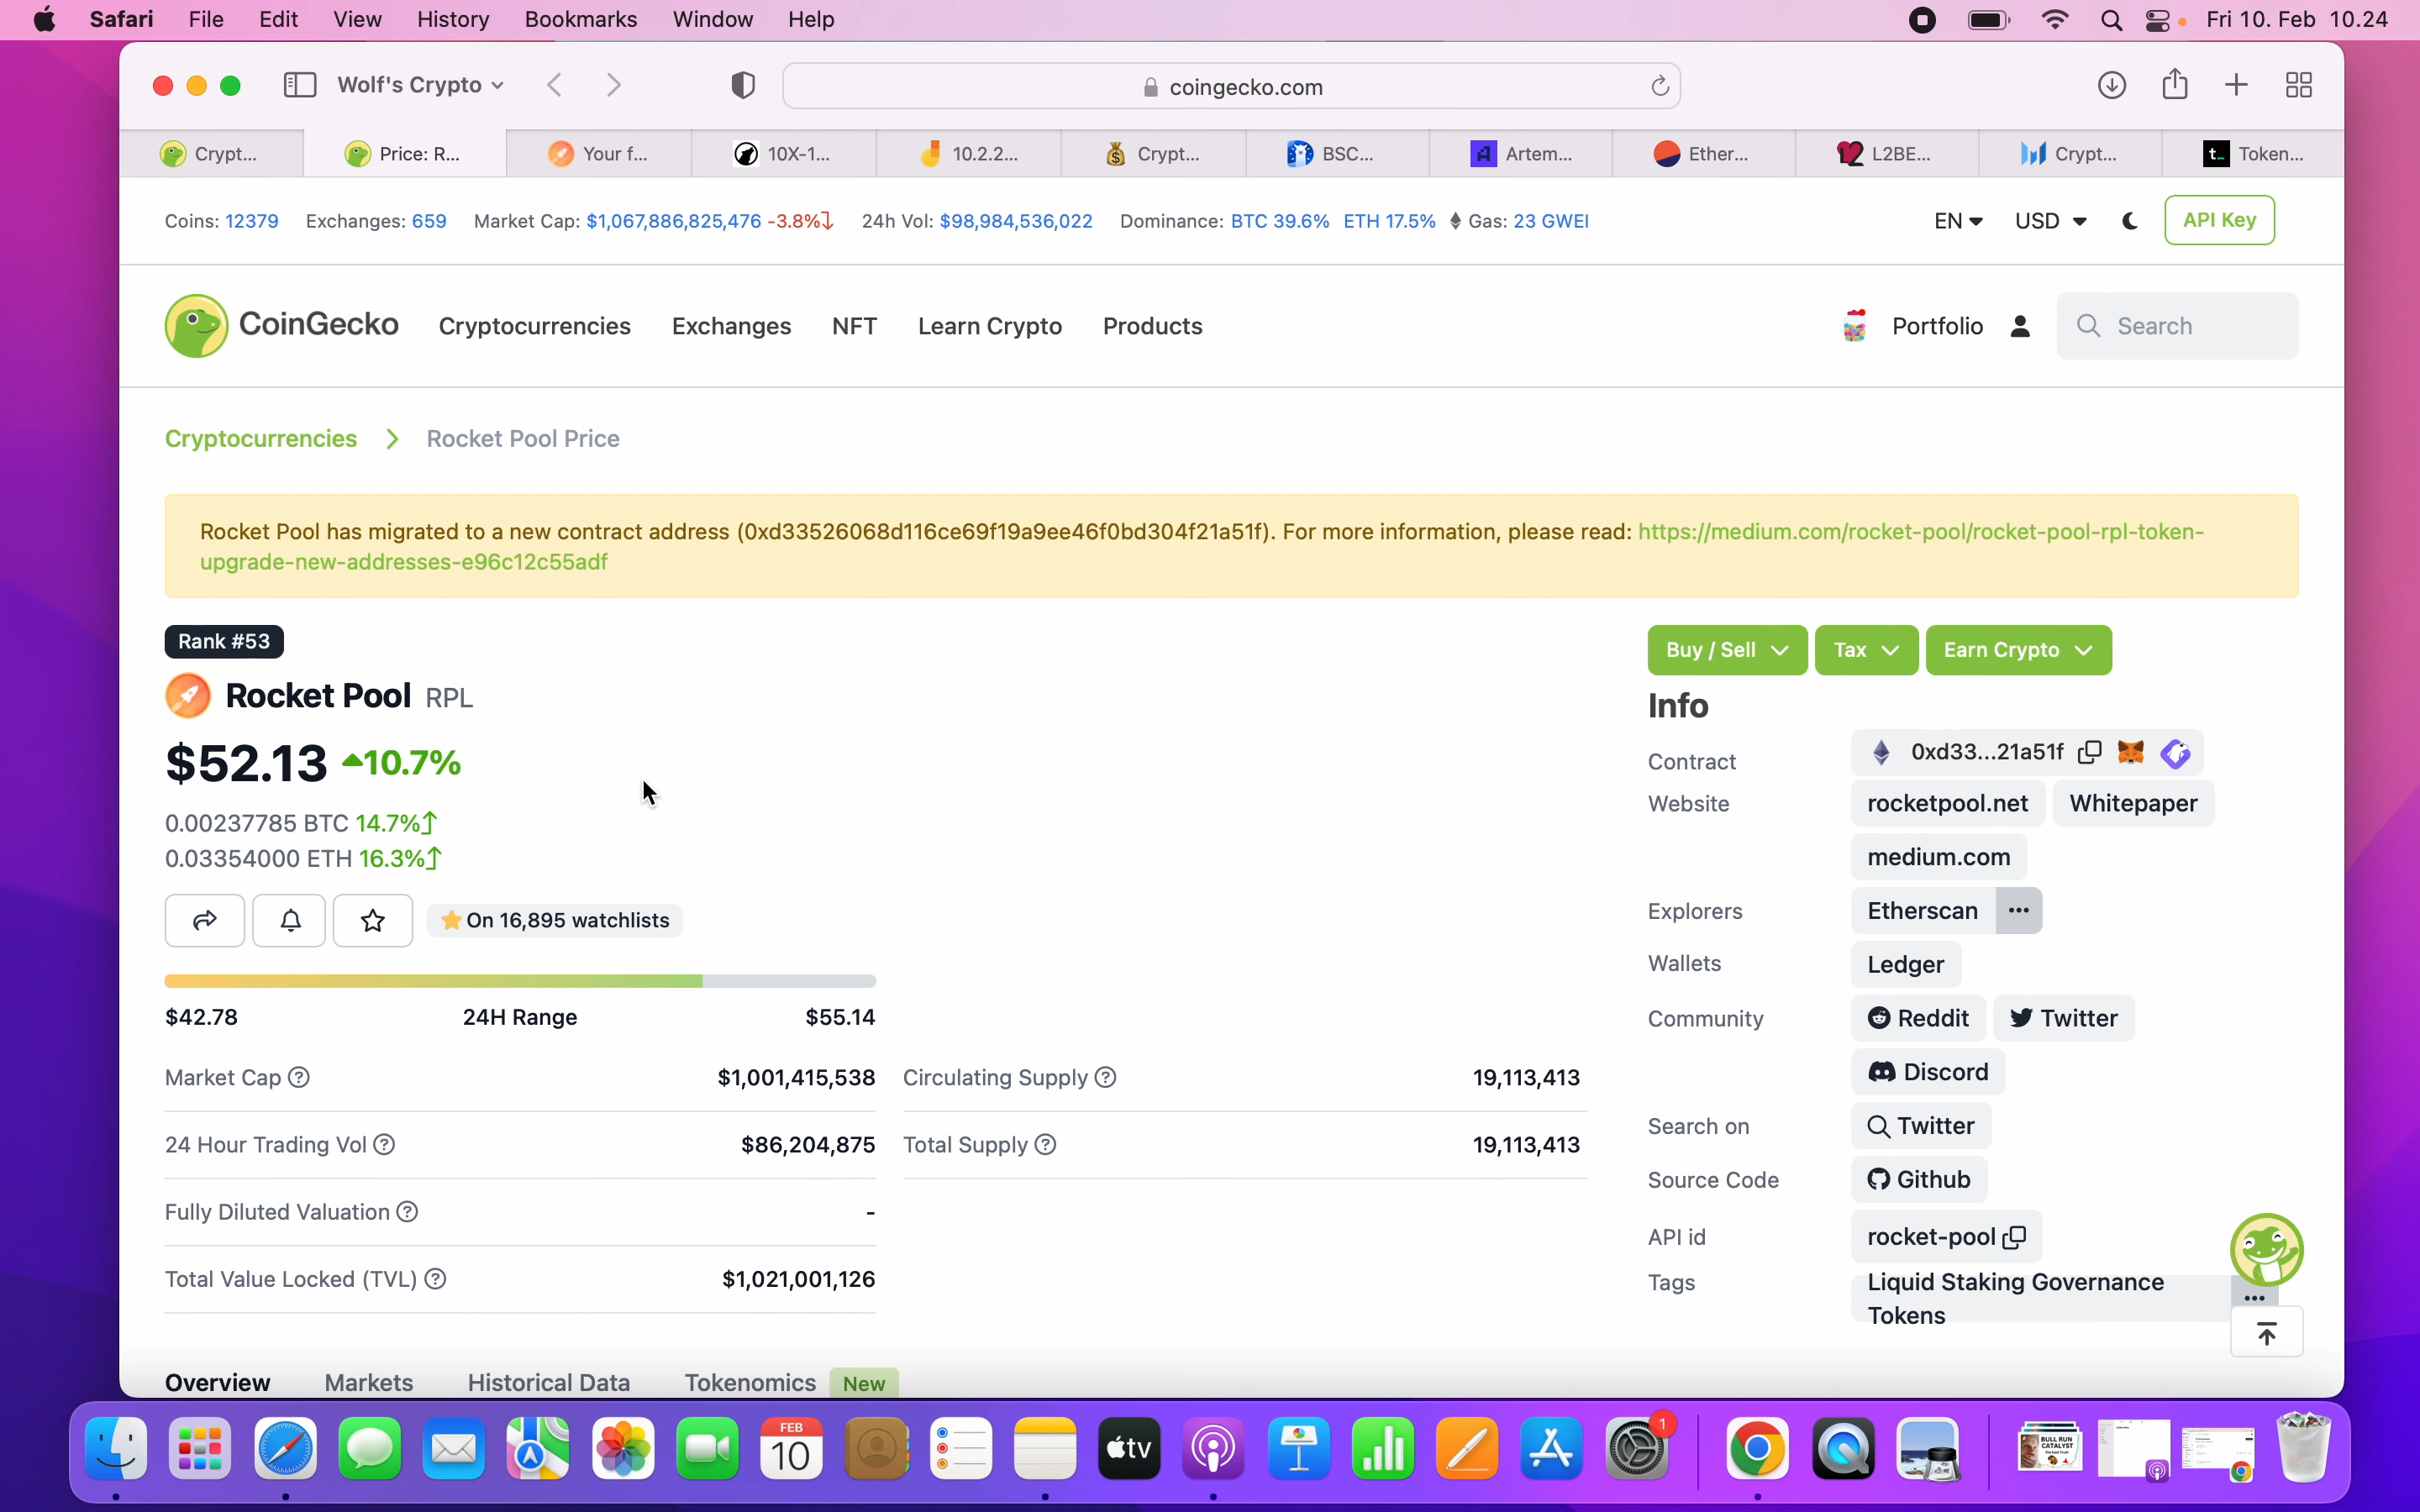 Safari File Edit View History Bookmarks Window Help Fri 10. Feb 10.24
Wolf's Crypto coingecko.com
Crypt... Price: R... Your f... 10X-1... 10.2.2... Crypt... BSC... Artem... Ether... L2BE... Crypt... Token...
Coins: 12379 Exchanges: 659 Market Cap: $1,067,886,825,476 -3.8% 24h Vol: $98,984,536,022 Dominance: BTC 39.6% ETH 17.5% Gas: 23 GWEI EN USD API Key
CoinGecko Cryptocurrencies Exchanges NFT Learn Crypto Products Portfolio Search
Cryptocurrencies > Rocket Pool Price
Rocket Pool has migrated to a new contract address (0xd33526068d116ce69f19a9ee46f0bd304f21a51f). For more information, please read: https://medium.com/rocket-pool/rocket-pool-rpl-token-
upgrade-new-addresses-e96c12c55adf
Rank #53
Rocket Pool RPL
$52.13 10.7%
0.00237785 BTC 14.7%
0.03354000 ETH 16.3%
On 16,895 watchlists
$42.78 24H Range $55.14
Market Cap $1,001,415,538
24 Hour Trading Vol $86,204,875
Fully Diluted Valuation -
Total Value Locked (TVL) $1,021,001,126
Circulating Supply 19,113,413
Total Supply 19,113,413
Buy / Sell Tax Earn Crypto
Info
Contract 0xd33...21a51f
Website rocketpool.net Whitepaper
medium.com
Explorers Etherscan ...
Wallets Ledger
Community Reddit Twitter
Discord
Search on Twitter
Source Code Github
API id rocket-pool
Tags Liquid Staking Governance
Tokens ...
Overview Markets Historical Data Tokenomics New
FEB
10
tv
1
BULL RUN
CATALYST